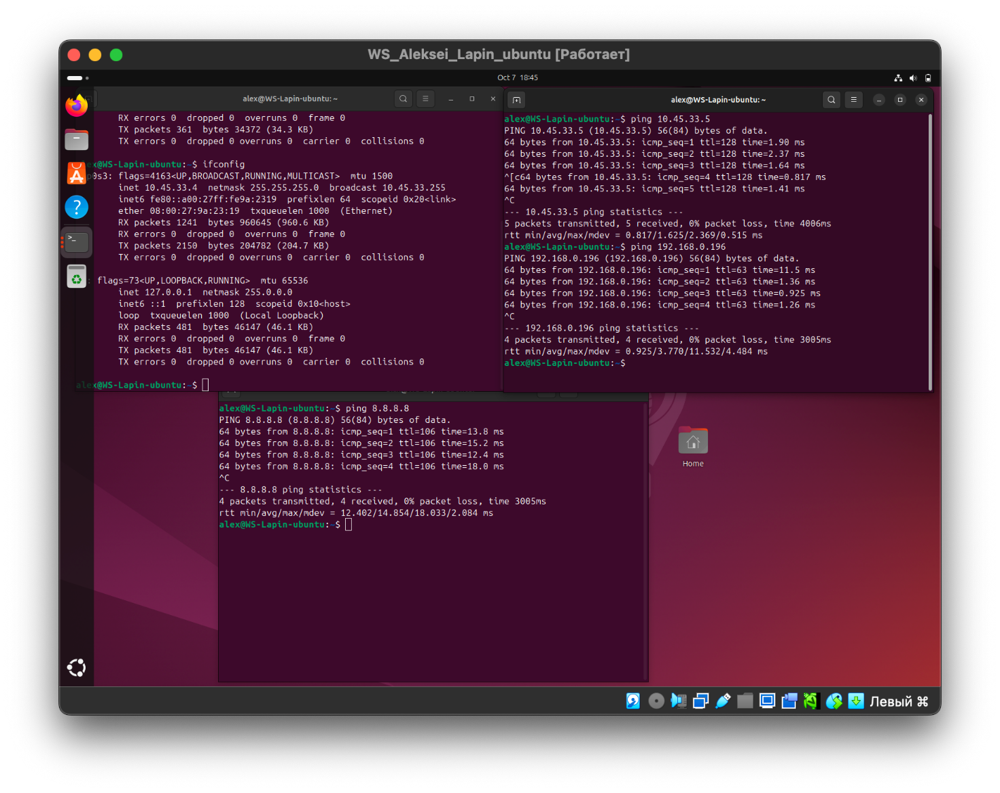 WS_Aleksei_Lapin_ubuntu [Работает]
Oct 7 18:45
alex@WS-Lapin-ubuntu: ~
RX errors 0  dropped 0  overruns 0  frame 0
TX packets 361  bytes 34372 (34.3 KB)
TX errors 0  dropped 0 overruns 0  carrier 0  collisions 0
alex@WS-Lapin-ubuntu:~$ ifconfig
p0s3: flags=4163<UP,BROADCAST,RUNNING,MULTICAST>  mtu 1500
inet 10.45.33.4  netmask 255.255.255.0  broadcast 10.45.33.255
inet6 fe80::a00:27ff:fe9a:2319  prefixlen 64  scopeid 0x20<link>
ether 08:00:27:9a:23:19  txqueuelen 1000  (Ethernet)
RX packets 1241  bytes 960645 (960.6 KB)
RX errors 0  dropped 0  overruns 0  frame 0
TX packets 2150  bytes 204782 (204.7 KB)
TX errors 0  dropped 0 overruns 0  carrier 0  collisions 0
: flags=73<UP,LOOPBACK,RUNNING>  mtu 65536
inet 127.0.0.1  netmask 255.0.0.0
inet6 ::1  prefixlen 128  scopeid 0x10<host>
loop  txqueuelen 1000  (Local Loopback)
RX packets 481  bytes 46147 (46.1 KB)
RX errors 0  dropped 0  overruns 0  frame 0
TX packets 481  bytes 46147 (46.1 KB)
TX errors 0  dropped 0 overruns 0  carrier 0  collisions 0
alex@WS-Lapin-ubuntu:~$
alex@WS-Lapin-ubuntu: ~
alex@WS-Lapin-ubuntu:~$ ping 10.45.33.5
PING 10.45.33.5 (10.45.33.5) 56(84) bytes of data.
64 bytes from 10.45.33.5: icmp_seq=1 ttl=128 time=1.90 ms
64 bytes from 10.45.33.5: icmp_seq=2 ttl=128 time=2.37 ms
64 bytes from 10.45.33.5: icmp_seq=3 ttl=128 time=1.64 ms
^[c64 bytes from 10.45.33.5: icmp_seq=4 ttl=128 time=0.817 ms
64 bytes from 10.45.33.5: icmp_seq=5 ttl=128 time=1.41 ms
^C
--- 10.45.33.5 ping statistics ---
5 packets transmitted, 5 received, 0% packet loss, time 4006ms
rtt min/avg/max/mdev = 0.817/1.625/2.369/0.515 ms
alex@WS-Lapin-ubuntu:~$ ping 192.168.0.196
PING 192.168.0.196 (192.168.0.196) 56(84) bytes of data.
64 bytes from 192.168.0.196: icmp_seq=1 ttl=63 time=11.5 ms
64 bytes from 192.168.0.196: icmp_seq=2 ttl=63 time=1.36 ms
64 bytes from 192.168.0.196: icmp_seq=3 ttl=63 time=0.925 ms
64 bytes from 192.168.0.196: icmp_seq=4 ttl=63 time=1.26 ms
^C
--- 192.168.0.196 ping statistics ---
4 packets transmitted, 4 received, 0% packet loss, time 3005ms
rtt min/avg/max/mdev = 0.925/3.770/11.532/4.484 ms
alex@WS-Lapin-ubuntu:~$
alex@WS-Lapin-ubuntu:~$ ping 8.8.8.8
PING 8.8.8.8 (8.8.8.8) 56(84) bytes of data.
64 bytes from 8.8.8.8: icmp_seq=1 ttl=106 time=13.8 ms
64 bytes from 8.8.8.8: icmp_seq=2 ttl=106 time=15.2 ms
64 bytes from 8.8.8.8: icmp_seq=3 ttl=106 time=12.4 ms
64 bytes from 8.8.8.8: icmp_seq=4 ttl=106 time=18.0 ms
^C
--- 8.8.8.8 ping statistics ---
4 packets transmitted, 4 received, 0% packet loss, time 3005ms
rtt min/avg/max/mdev = 12.402/14.854/18.033/2.084 ms
alex@WS-Lapin-ubuntu:~$
Home
Левый ⌘